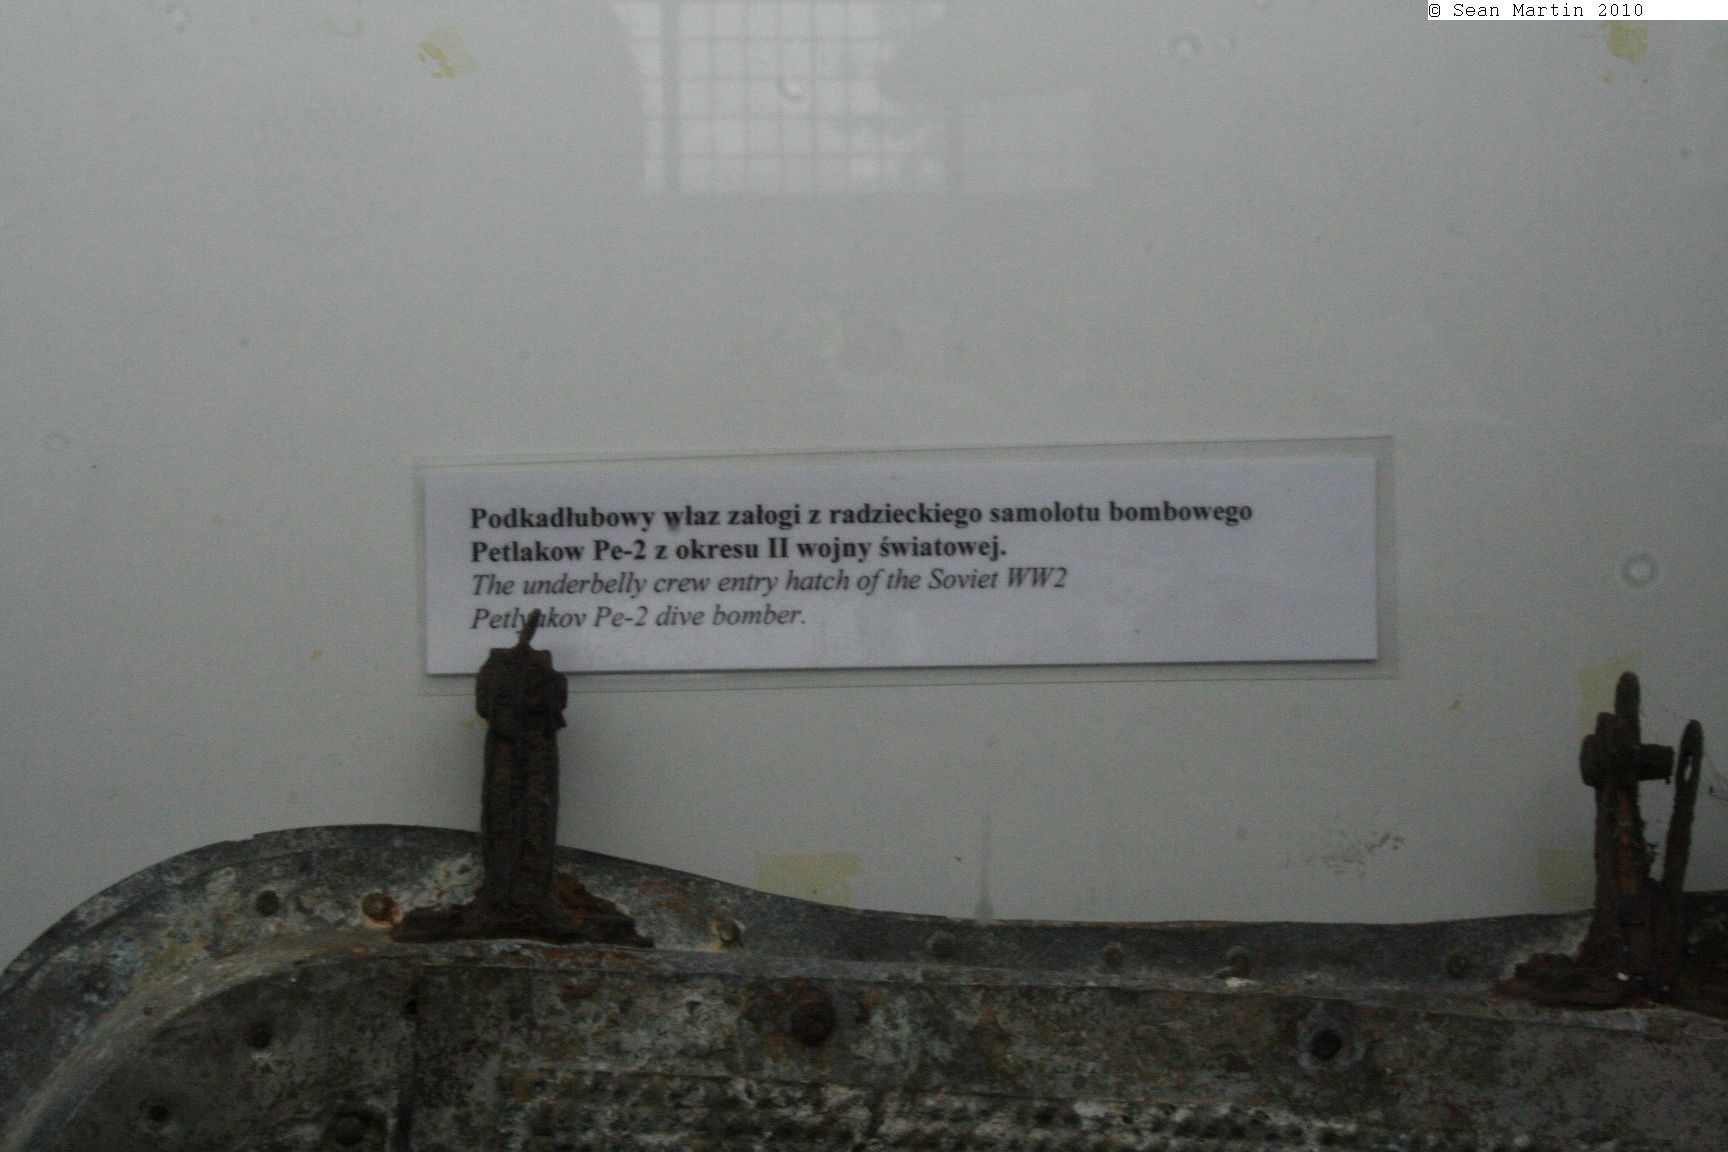 © Sean Martin 2010
Podkadłubowy właz załogi z radzieckiego samolotu bombowego
Petlakow Pe-2 z okresu II wojny światowej.
The underbelly crew entry hatch of the Soviet WW2
Petlyakov Pe-2 dive bomber.